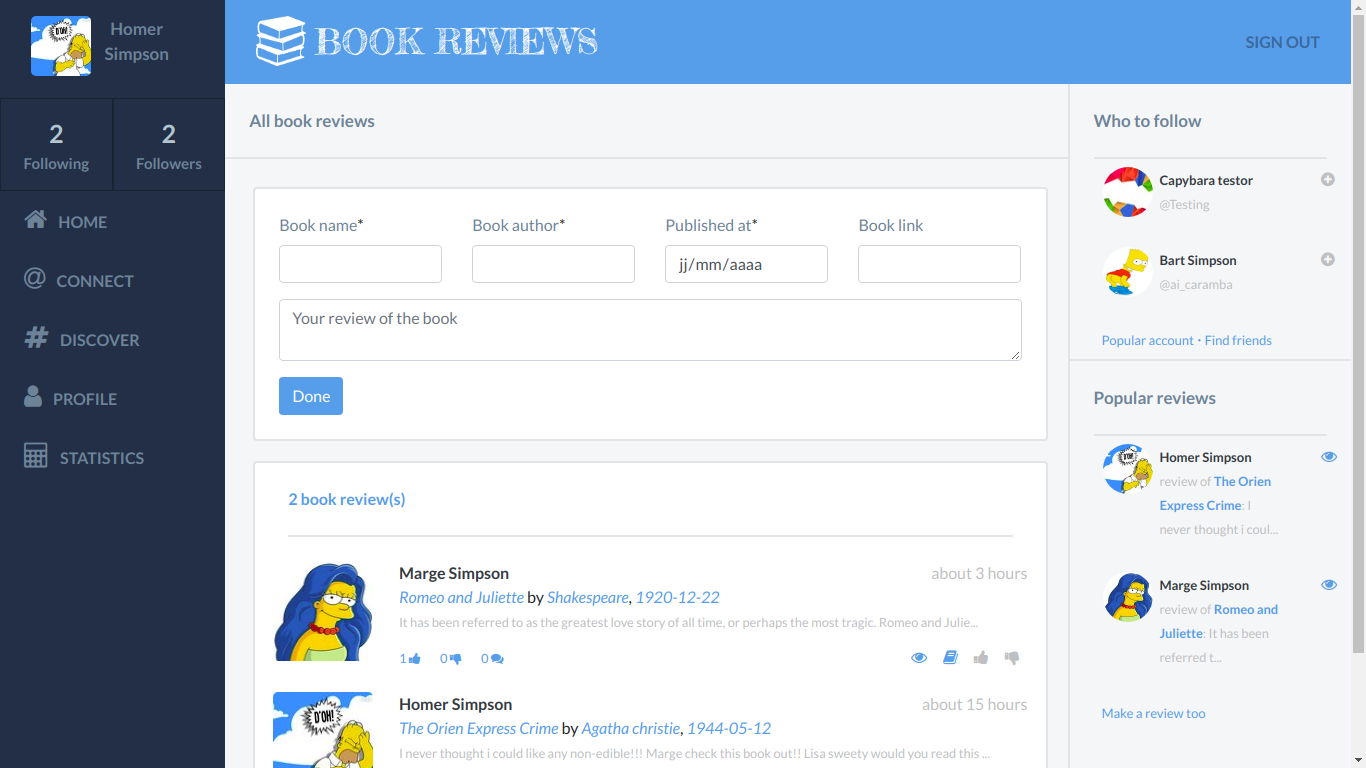 Homer
Simpson
BOOK REVIEWS
SIGN OUT
2
Following
2
Followers
HOME
CONNECT
DISCOVER
PROFILE
STATISTICS
All book reviews
Book name*
Book author*
Published at*
Book link
jj/mm/aaaa
Your review of the book
Done
2 book review(s)
Marge Simpson
about 3 hours
Romeo and Juliette by Shakespeare, 1920-12-22
It has been referred to as the greatest love story of all time, or perhaps the most tragic. Romeo and Julie...
1
0
0
D'OH!
Homer Simpson
about 15 hours
The Orien Express Crime by Agatha christie, 1944-05-12
I never thought i could like any non-edible!!! Marge check this book out!! Lisa sweety would you read this ...
Who to follow
Capybara testor
@Testing
Bart Simpson
@ai_caramba
Popular account · Find friends
Popular reviews
Homer Simpson
review of The Orien
Express Crime: I
never thought i coul...
Marge Simpson
review of Romeo and
Juliette: It has been
referred t...
Make a review too